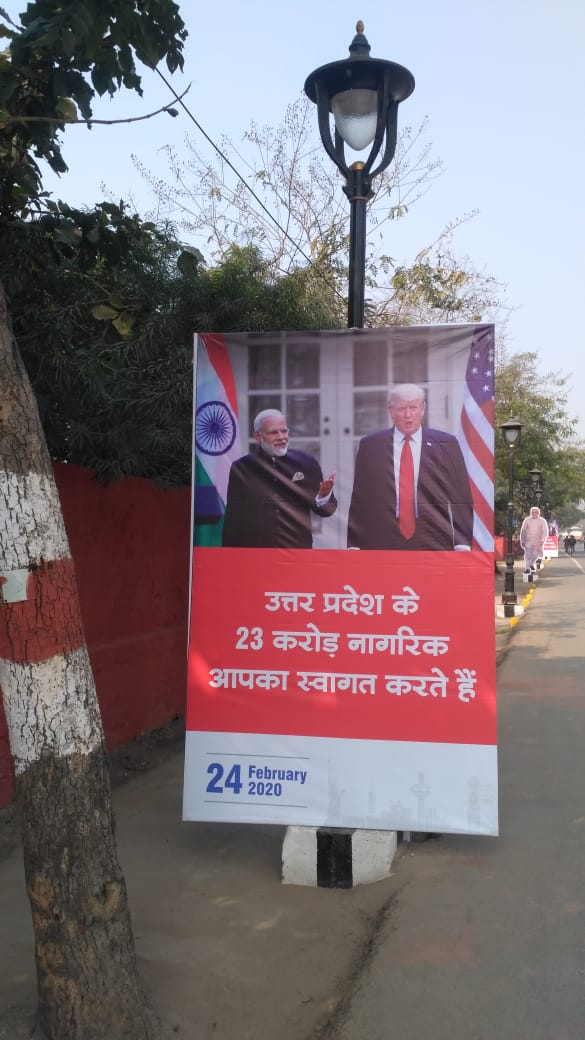 उत्तर प्रदेश के
23 करोड़ नागरिक
आपका स्वागत करते हैं
24 February
2020